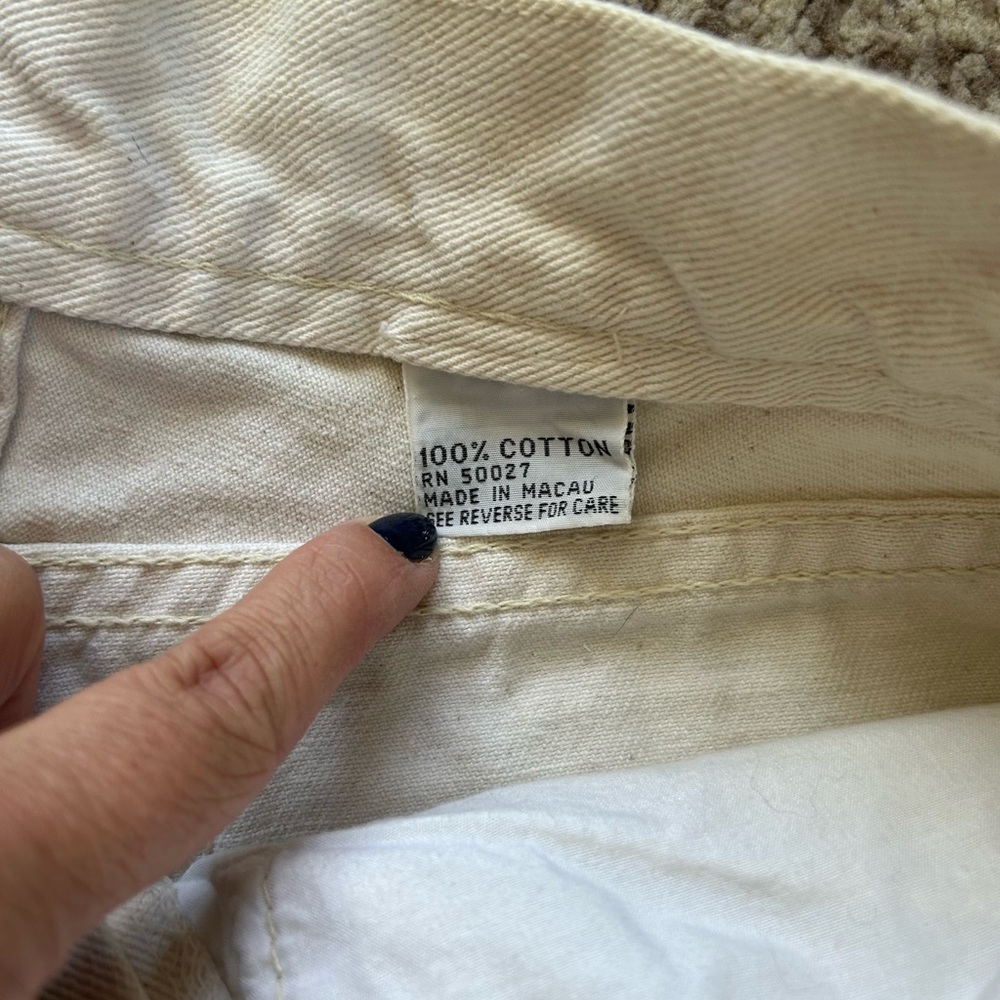 100% COTTON
RN 50027
MADE IN MACAU
SEE REVERSE FOR CARE